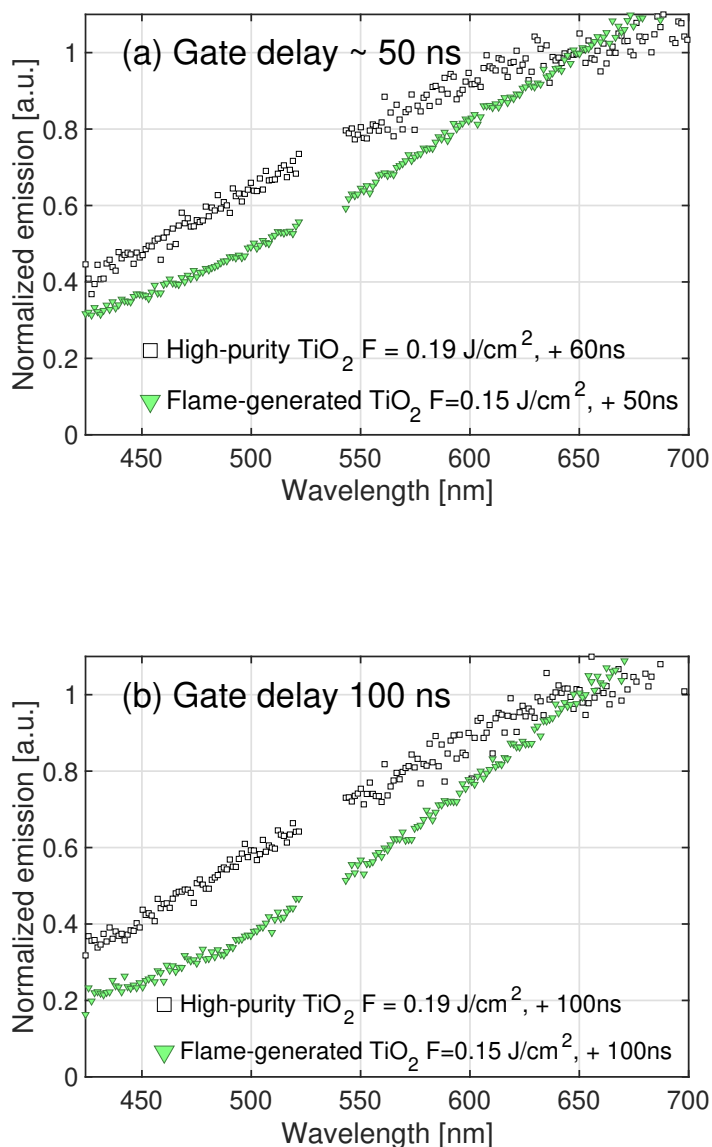 (a) Gate delay ~ 50 ns
Normalized emission [a.u.]
1
0.8
0.6
0.4
0.2
0
High-purity TiO2 F = 0.19 J/cm2, + 60ns
Flame-generated TiO2 F=0.15 J/cm2, + 50ns
450 500 550 600 650 700
Wavelength [nm]
(b) Gate delay 100 ns
Normalized emission [a.u.]
1
0.8
0.6
0.4
0.2
0
High-purity TiO2 F = 0.19 J/cm2, + 100ns
Flame-generated TiO2 F=0.15 J/cm2, + 100ns
450 500 550 600 650 700
Wavelength [nm]